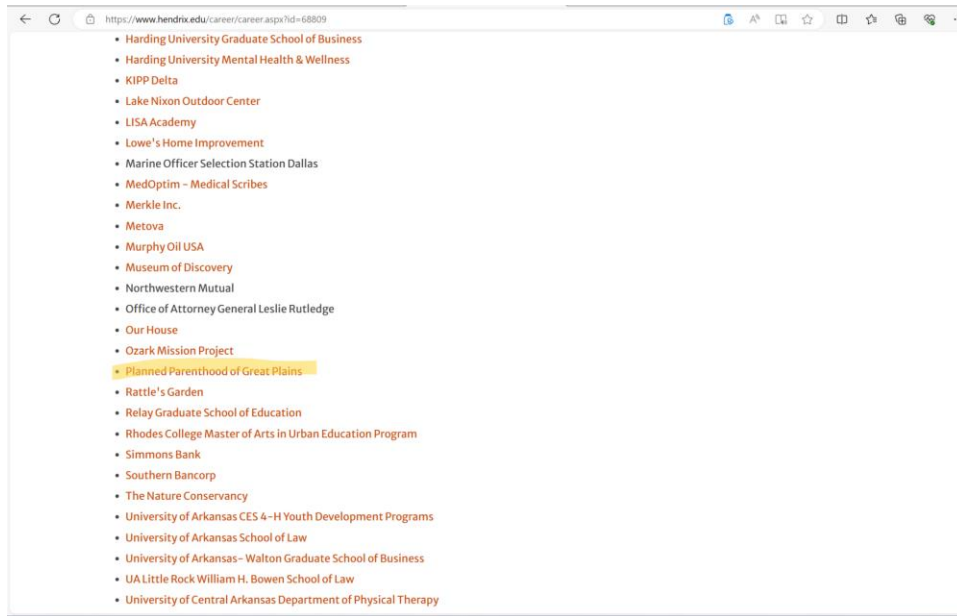 https://www.hendrix.edu/career/career.aspx?id=68809
• Harding University Graduate School of Business
• Harding University Mental Health & Wellness
• KIPP Delta
• Lake Nixon Outdoor Center
• LISA Academy
• Lowe's Home Improvement
• Marine Officer Selection Station Dallas
• MedOptim - Medical Scribes
• Merkle Inc.
• Metova
• Murphy Oil USA
• Museum of Discovery
• Northwestern Mutual
• Office of Attorney General Leslie Rutledge
• Our House
• Ozark Mission Project
• Planned Parenthood of Great Plains
• Rattle's Garden
• Relay Graduate School of Education
• Rhodes College Master of Arts in Urban Education Program
• Simmons Bank
• Southern Bancorp
• The Nature Conservancy
• University of Arkansas CES 4-H Youth Development Programs
• University of Arkansas School of Law
• University of Arkansas- Walton Graduate School of Business
• UA Little Rock William H. Bowen School of Law
• University of Central Arkansas Department of Physical Therapy